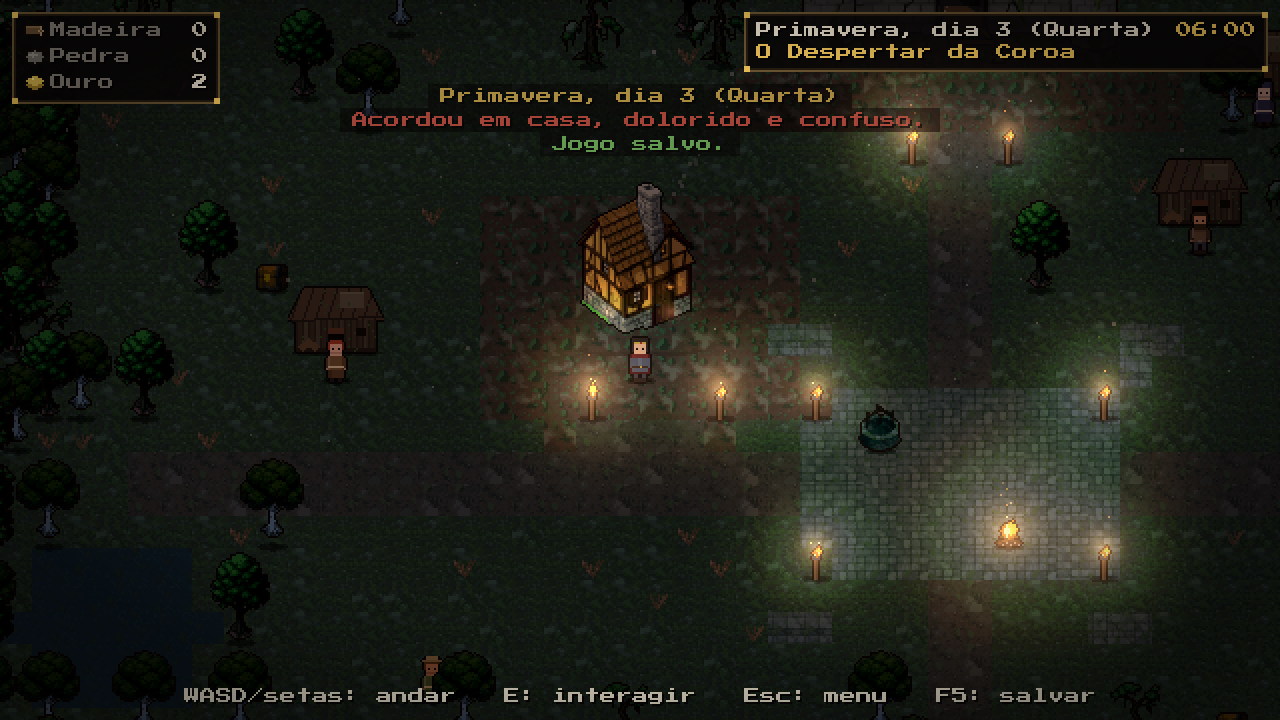 Madeira 0
Pedra 0
Ouro 2
Primavera, dia 3 (Quarta) 06:00
O Despertar da Coroa
Primavera, dia 3 (Quarta)
Acordou em casa, dolorido e confuso.
Jogo salvo.
WASD/setas: andar E: interagir Esc: menu F5: salvar